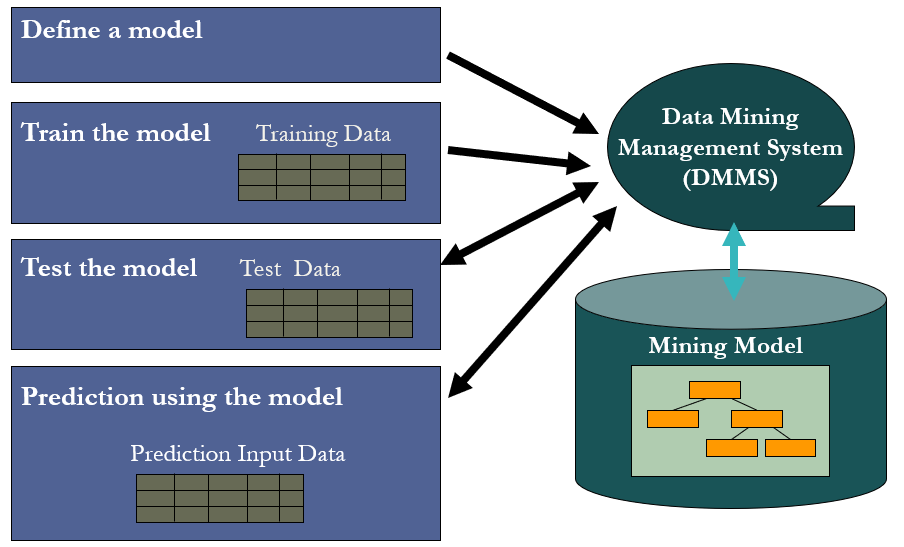 Define a model
Train the model
Training Data
Test the model
Test Data
Prediction using the model
Prediction Input Data
Data Mining
Management System
(DMMS)
Mining Model